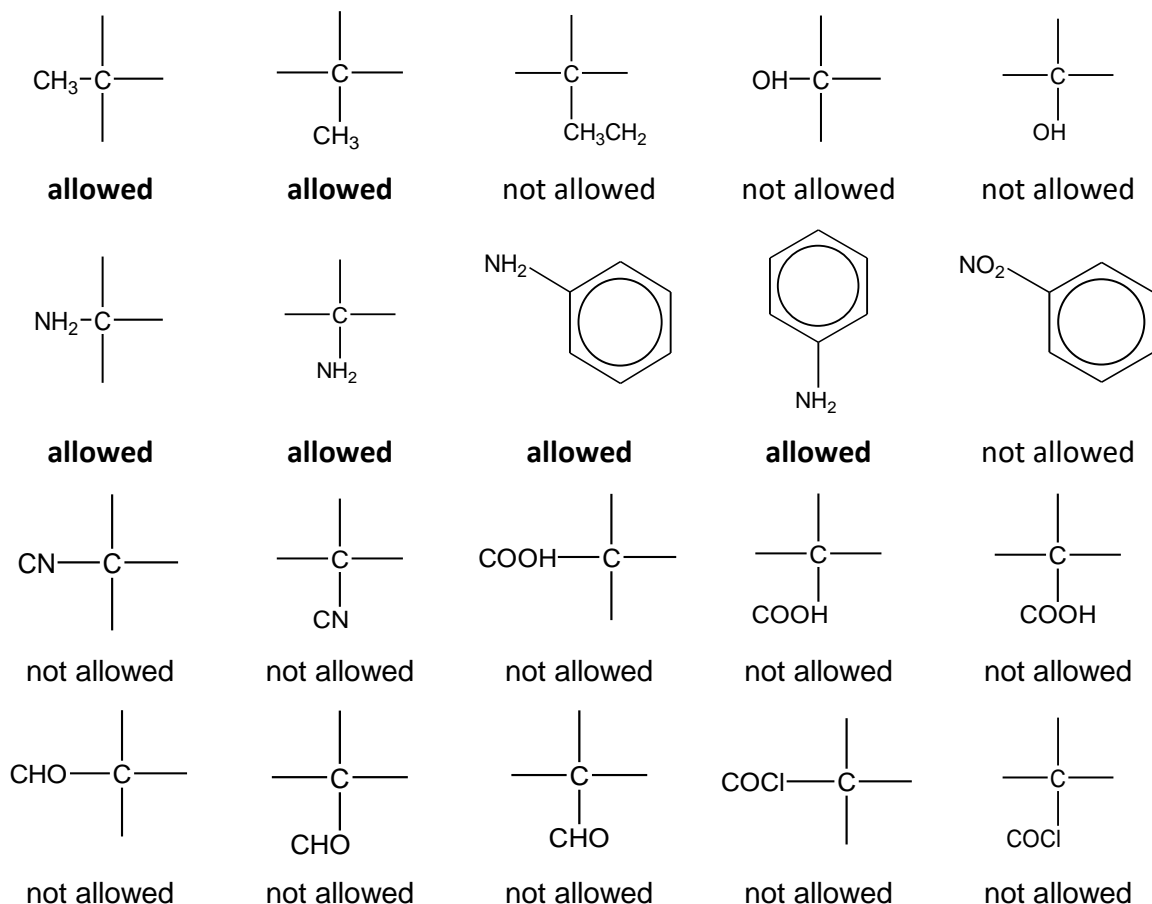 CH₃ C C C OH C C
CH₃ CH₃CH₂ OH
allowed allowed not allowed not allowed not allowed
NH₂ NO₂
NH₂ C C
NH₂ NH₂
allowed allowed allowed allowed not allowed
CN C C COOH C C C
CN COOH COOH
not allowed not allowed not allowed not allowed not allowed
CHO C C C COCl C C
CHO CHO COCl
not allowed not allowed not allowed not allowed not allowed